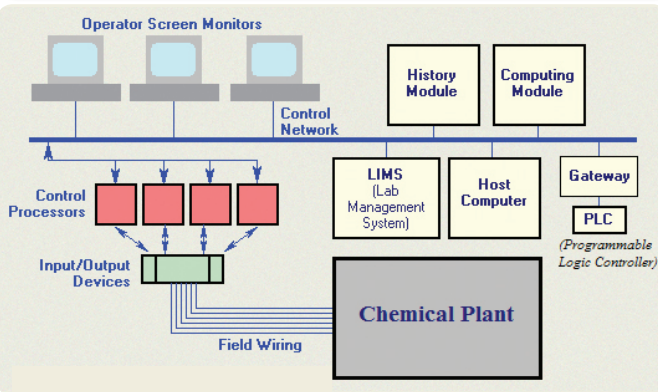 Operator Screen Monitors
History
Module
Computing
Module
Control
Network
LIMS
(Lab
Management
System)
Host
Computer
Gateway
PLC
(Programmable
Logic Controller)
Control
Processors
Input/Output
Devices
Chemical Plant
Field Wiring